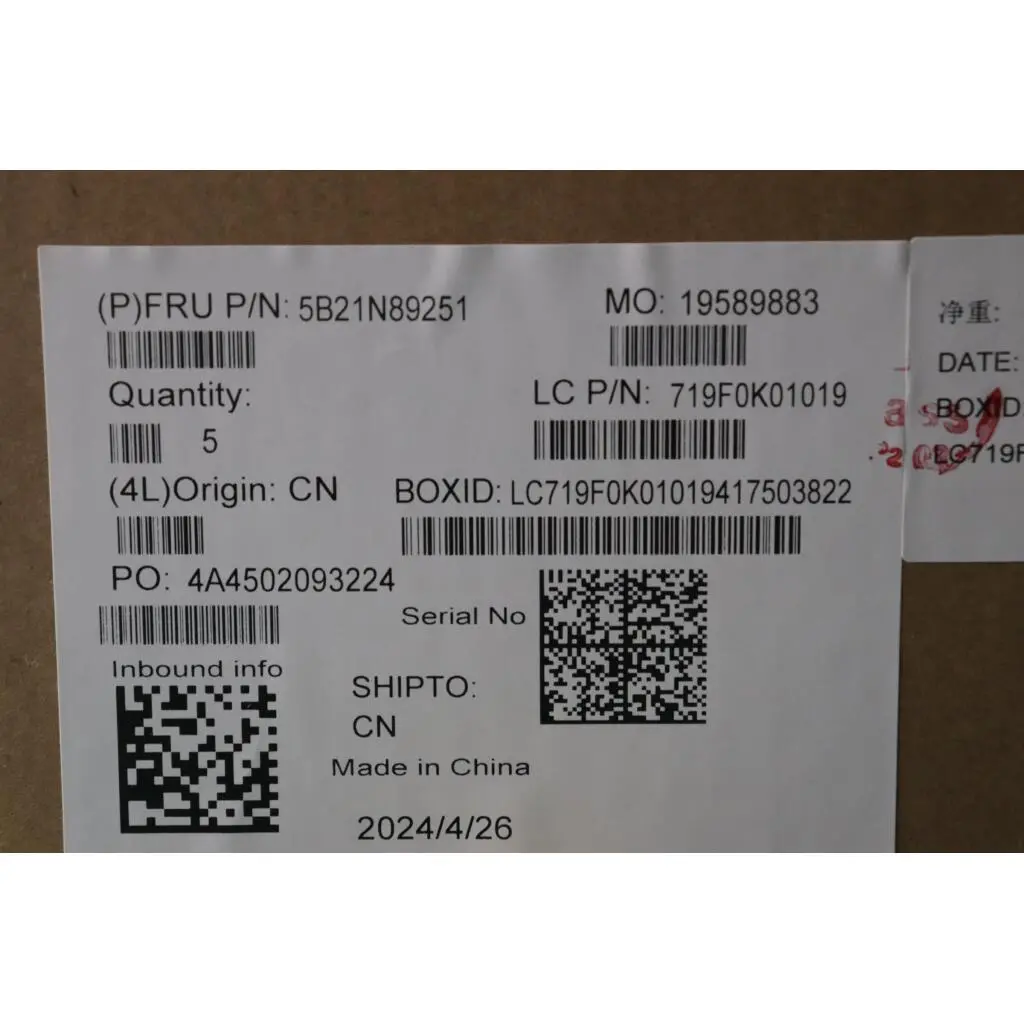 (P)FRU P/N: 5B21N89251
MO: 19589883
Quantity:
5
LC P/N: 719F0K01019
(4L)Origin: CN
BOXID: LC719F0K01019417503822
PO: 4A4502093224
Serial No
Inbound info
SHIPTO:
CN
Made in China
2024/4/26
净重:
DATE:
BOXID
LC719F